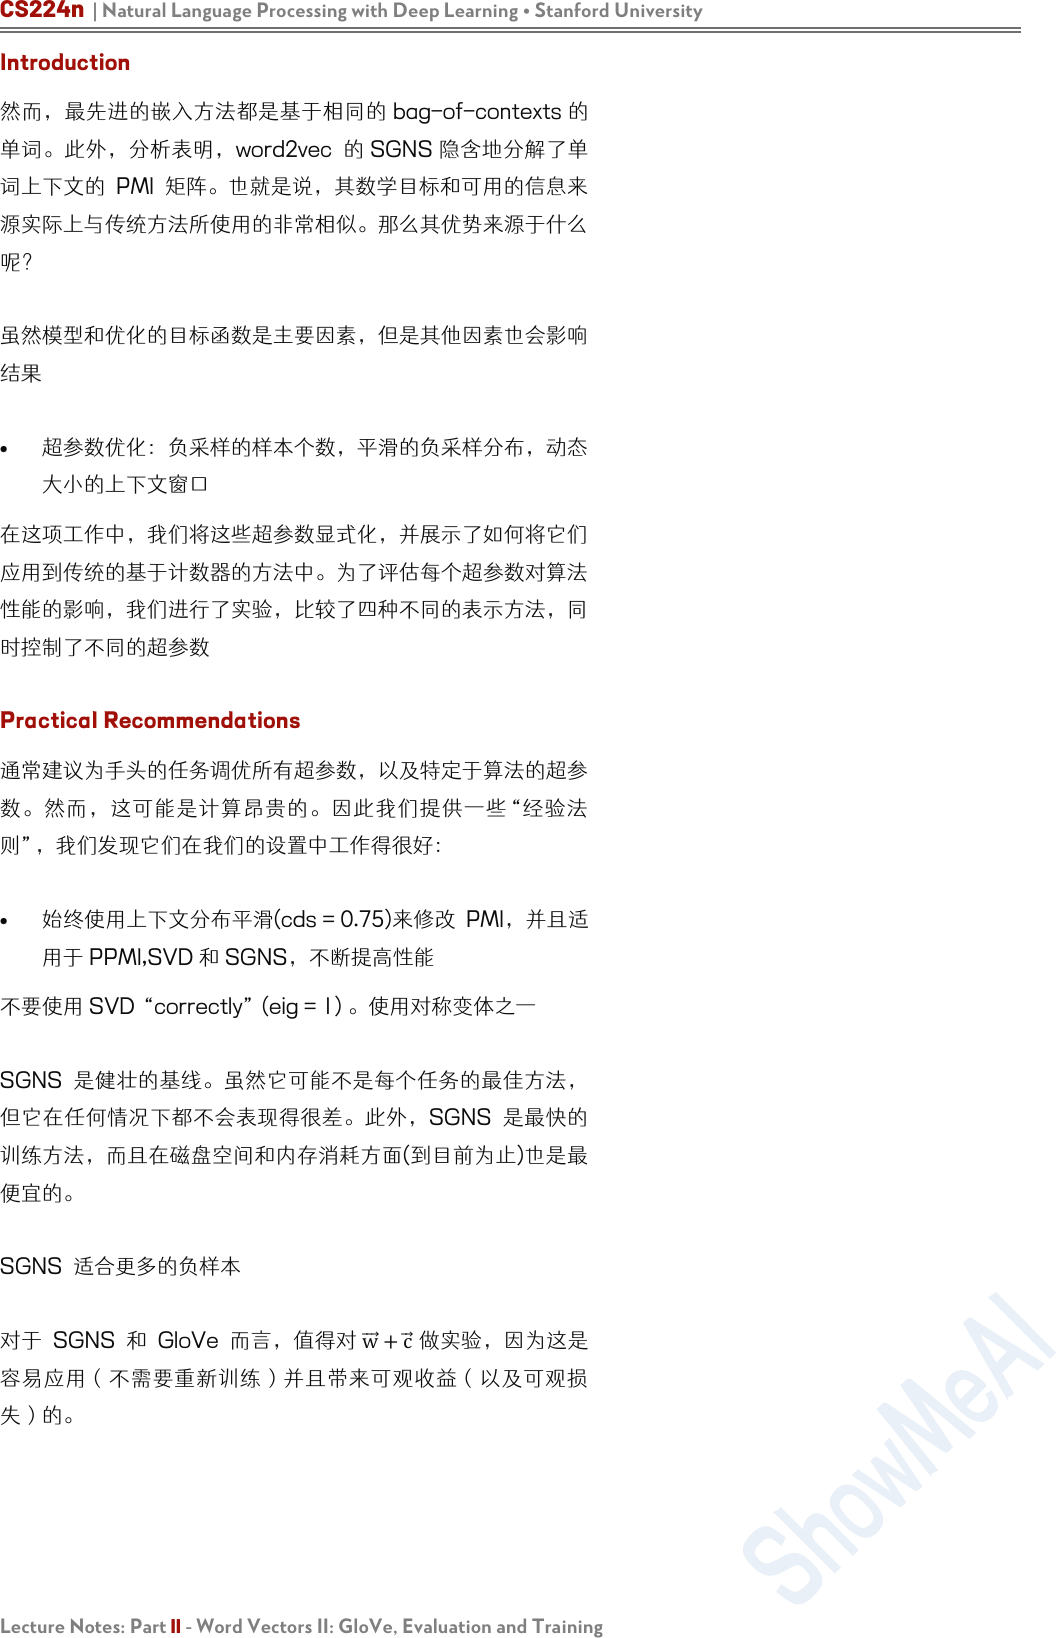 CS224n | Natural Language Processing with Deep Learning • Stanford University
Introduction
然而，最先进的嵌入方法都是基于相同的 bag-of-contexts 的
单词。此外，分析表明，word2vec 的 SGNS 隐含地分解了单
词上下文的 PMI 矩阵。也就是说，其数学目标和可用的信息来
源实际上与传统方法所使用的非常相似。那么其优势来源于什么
呢？
虽然模型和优化的目标函数是主要因素，但是其他因素也会影响
结果
• 超参数优化：负采样的样本个数，平滑的负采样分布，动态
大小的上下文窗口
在这项工作中，我们将这些超参数显式化，并展示了如何将它们
应用到传统的基于计数器的方法中。为了评估每个超参数对算法
性能的影响，我们进行了实验，比较了四种不同的表示方法，同
时控制了不同的超参数
Practical Recommendations
通常建议为手头的任务调优所有超参数，以及特定于算法的超参
数。然而，这可能是计算昂贵的。因此我们提供一些 “经验法
则” ，我们发现它们在我们的设置中工作得很好：
• 始终使用上下文分布平滑(cds = 0.75)来修改 PMI，并且适
用于 PPMI,SVD 和 SGNS，不断提高性能
不要使用 SVD “correctly” (eig = 1) 。使用对称变体之一
SGNS 是健壮的基线。虽然它可能不是每个任务的最佳方法，
但它在任何情况下都不会表现得很差。此外，SGNS 是最快的
训练方法，而且在磁盘空间和内存消耗方面(到目前为止)也是最
便宜的。
SGNS 适合更多的负样本
对于 SGNS 和 GloVe 而言，值得对 w⃗ + c⃗ 做实验，因为这是
容易应用（不需要重新训练）并且带来可观收益（以及可观损
失）的。
ShowMeAI
Lecture Notes: Part II - Word Vectors II: GloVe, Evaluation and Training